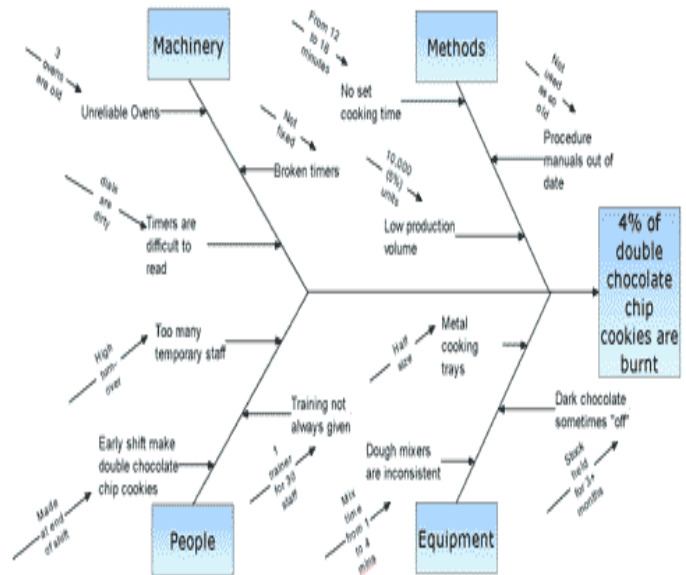 Machinery
Methods
3
ovens
are old
Unreliable Ovens
Not
fixed
Broken timers
dials
are
dirty
Timers are
difficult to
read
From 12
to 18
minutes
No set
cooking time
Not
used
as so
old
Procedure
manuals out of
date
10,000
(5%)
units
Low production
volume
4% of
double
chocolate
chip
cookies are
burnt
High
turn-
over
Too many
temporary staff
Training not
always given
1
trainer
for 30
staff
Early shift make
double chocolate
chip cookies
Made
at end
of shift
Half
size
Metal
cooking
trays
Dark chocolate
sometimes "off"
Stock
held
for 3+
months
Dough mixers
are inconsistent
Mix
time
from 1
to 4
mins
People
Equipment